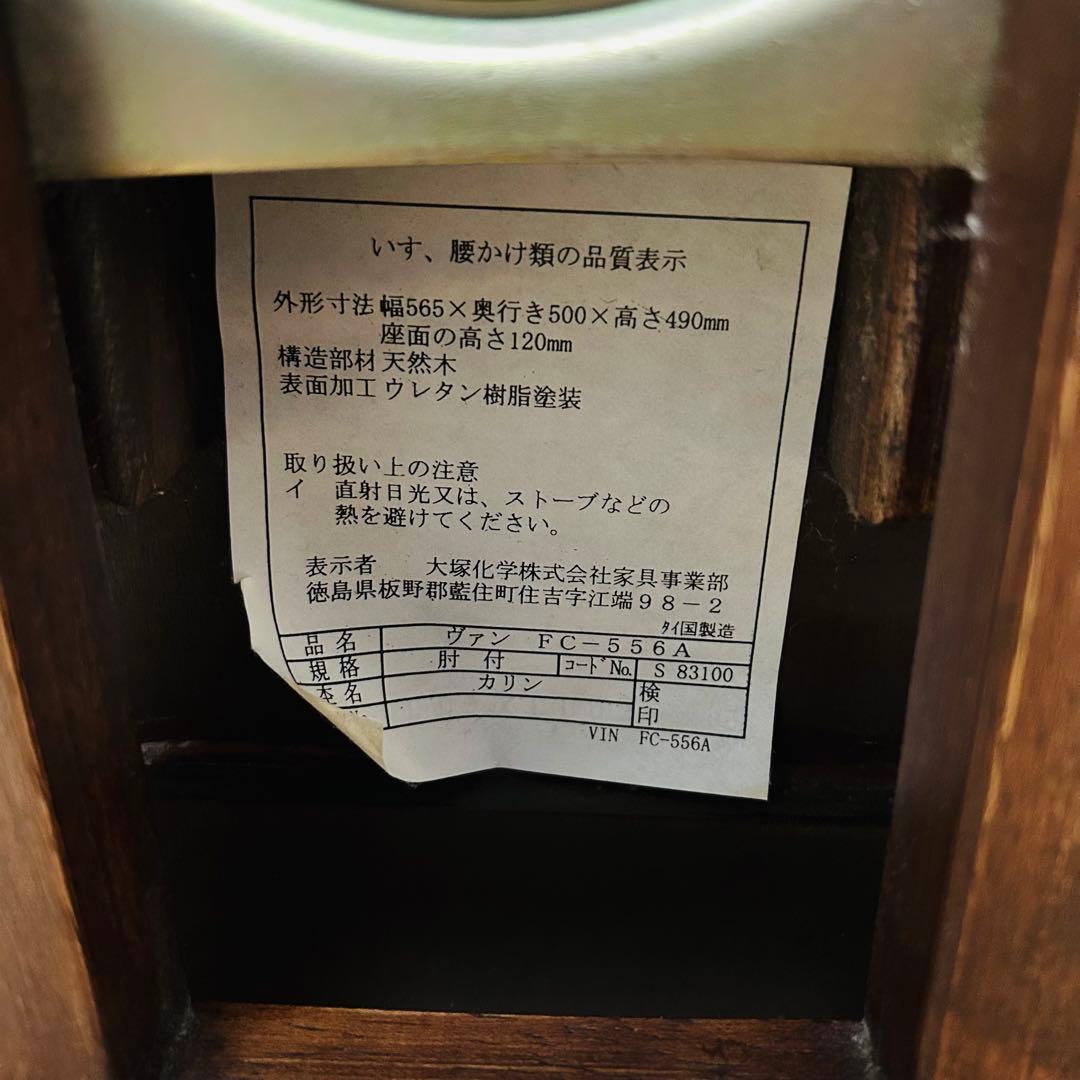 いす、腰かけ類の品質表示
外形寸法 幅565×奥行き500×高さ490mm
座面の高さ120mm
構造部材 天然木
表面加工 ウレタン樹脂塗装
取り扱い上の注意
イ 直射日光又は、ストーブなどの
熱を避けてください。
表示者 大塚化学株式会社家具事業部
徳島県板野郡藍住町住吉字江端98-2
ﾀｲ国製造
品名 ヴァン FC-556A
規格 肘付 ｺｰﾄﾞNo. S 83100
名 カリン 検
印
VIN FC-556A